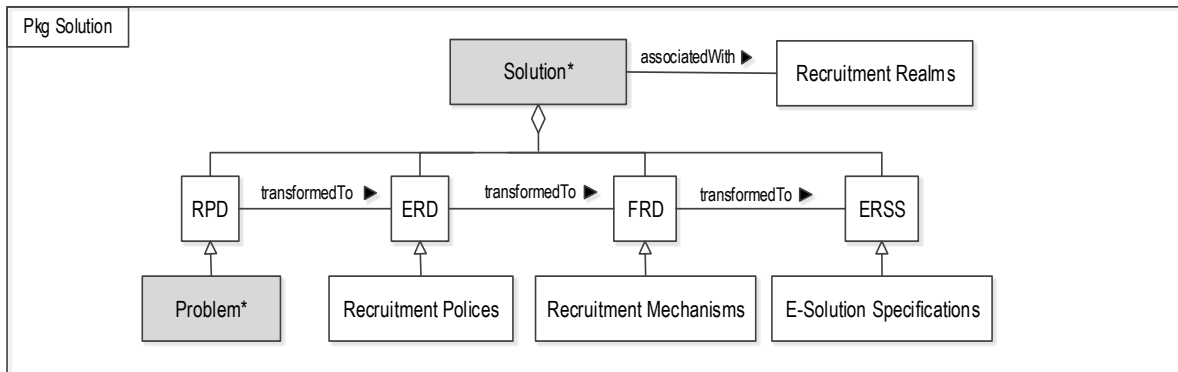 Pkg Solution
Solution*
associatedWith ▶
Recruitment Realms
RPD
transformedTo ▶
ERD
transformedTo ▶
FRD
transformedTo ▶
ERSS
Problem*
Recruitment Polices
Recruitment Mechanisms
E-Solution Specifications